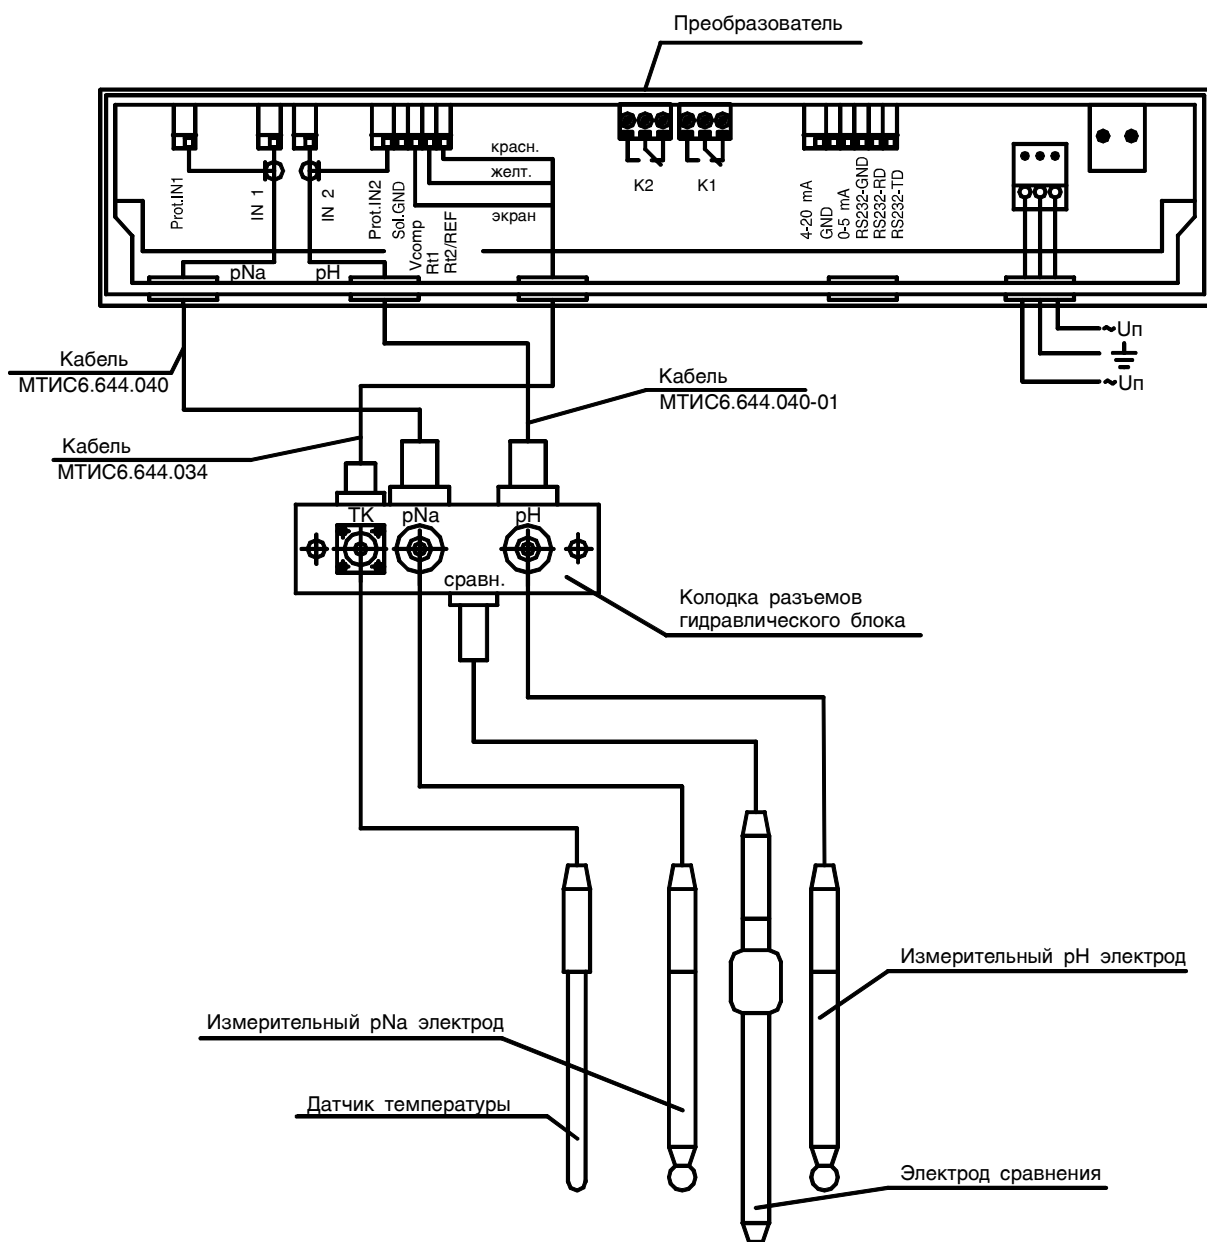 Преобразователь
красн.
желт.
экран
K2
K1
Prot.IN1
IN 1
IN 2
Prot.IN2
Sol.GND
Vcomp
Rt1
Rt2/REF
4-20 mA
GND
0-5 mA
RS232-GND
RS232-RD
RS232-TD
pNa
pH
~Uп
~Uп
Кабель
МТИС6.644.040
Кабель
МТИС6.644.040-01
Кабель
МТИС6.644.034
ТК
pNa
pH
сравн.
Колодка разъемов
гидравлического блока
Измерительный pH электрод
Измерительный pNa электрод
Датчик температуры
Электрод сравнения